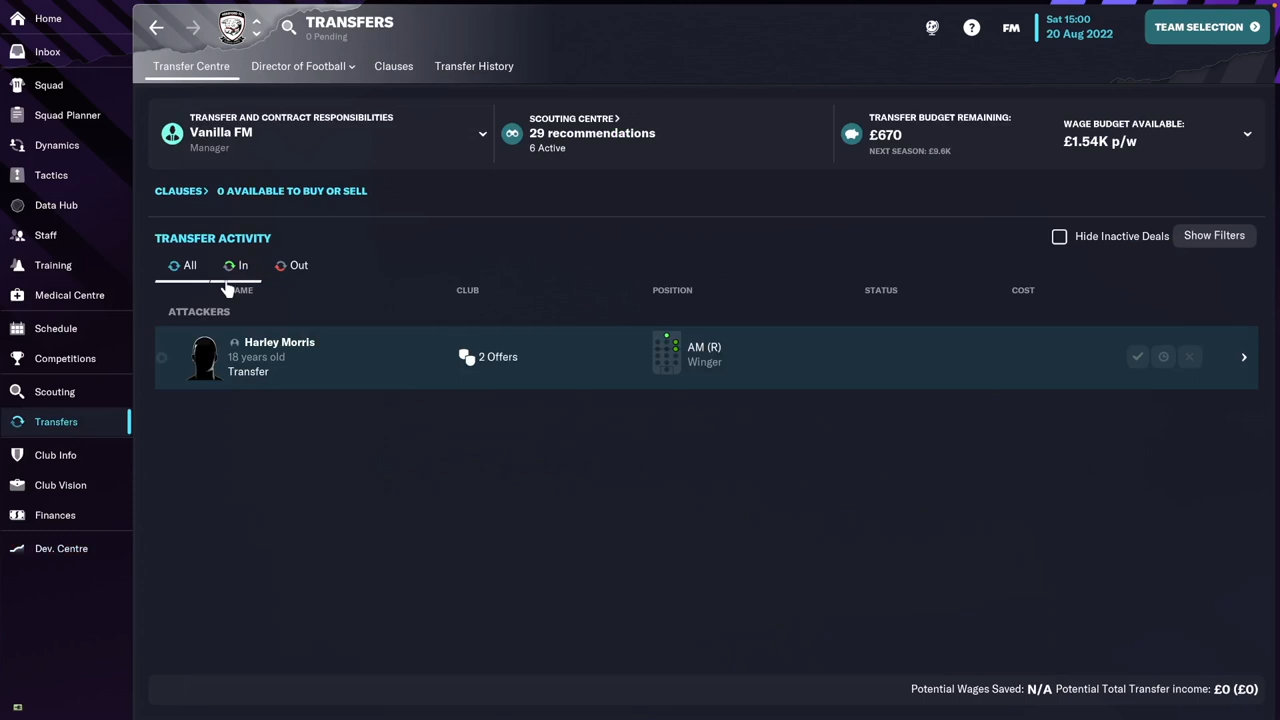 Home
Inbox
Squad
Squad Planner
Dynamics
Tactics
Data Hub
Staff
Training
Medical Centre
Schedule
Competitions
Scouting
Transfers
Club Info
Club Vision
Finances
Dev. Centre
TRANSFERS
0 Pending
FM
Sat 15:00
20 Aug 2022
TEAM SELECTION
Transfer Centre
Director of Football
Clauses
Transfer History
TRANSFER AND CONTRACT RESPONSIBILITIES
Vanilla FM
Manager
SCOUTING CENTRE>
29 recommendations
6 Active
TRANSFER BUDGET REMAINING:
£670
NEXT SEASON: £9.6K
WAGE BUDGET AVAILABLE:
£1.54K p/w
CLAUSES> 0 AVAILABLE TO BUY OR SELL
TRANSFER ACTIVITY
Hide Inactive Deals
Show Filters
All In Out
CLUB POSITION STATUS COST
ATTACKERS
Harley Morris
18 years old
Transfer
2 Offers
AM (R)
Winger
Potential Wages Saved: N/A Potential Total Transfer income: £0 (£0)